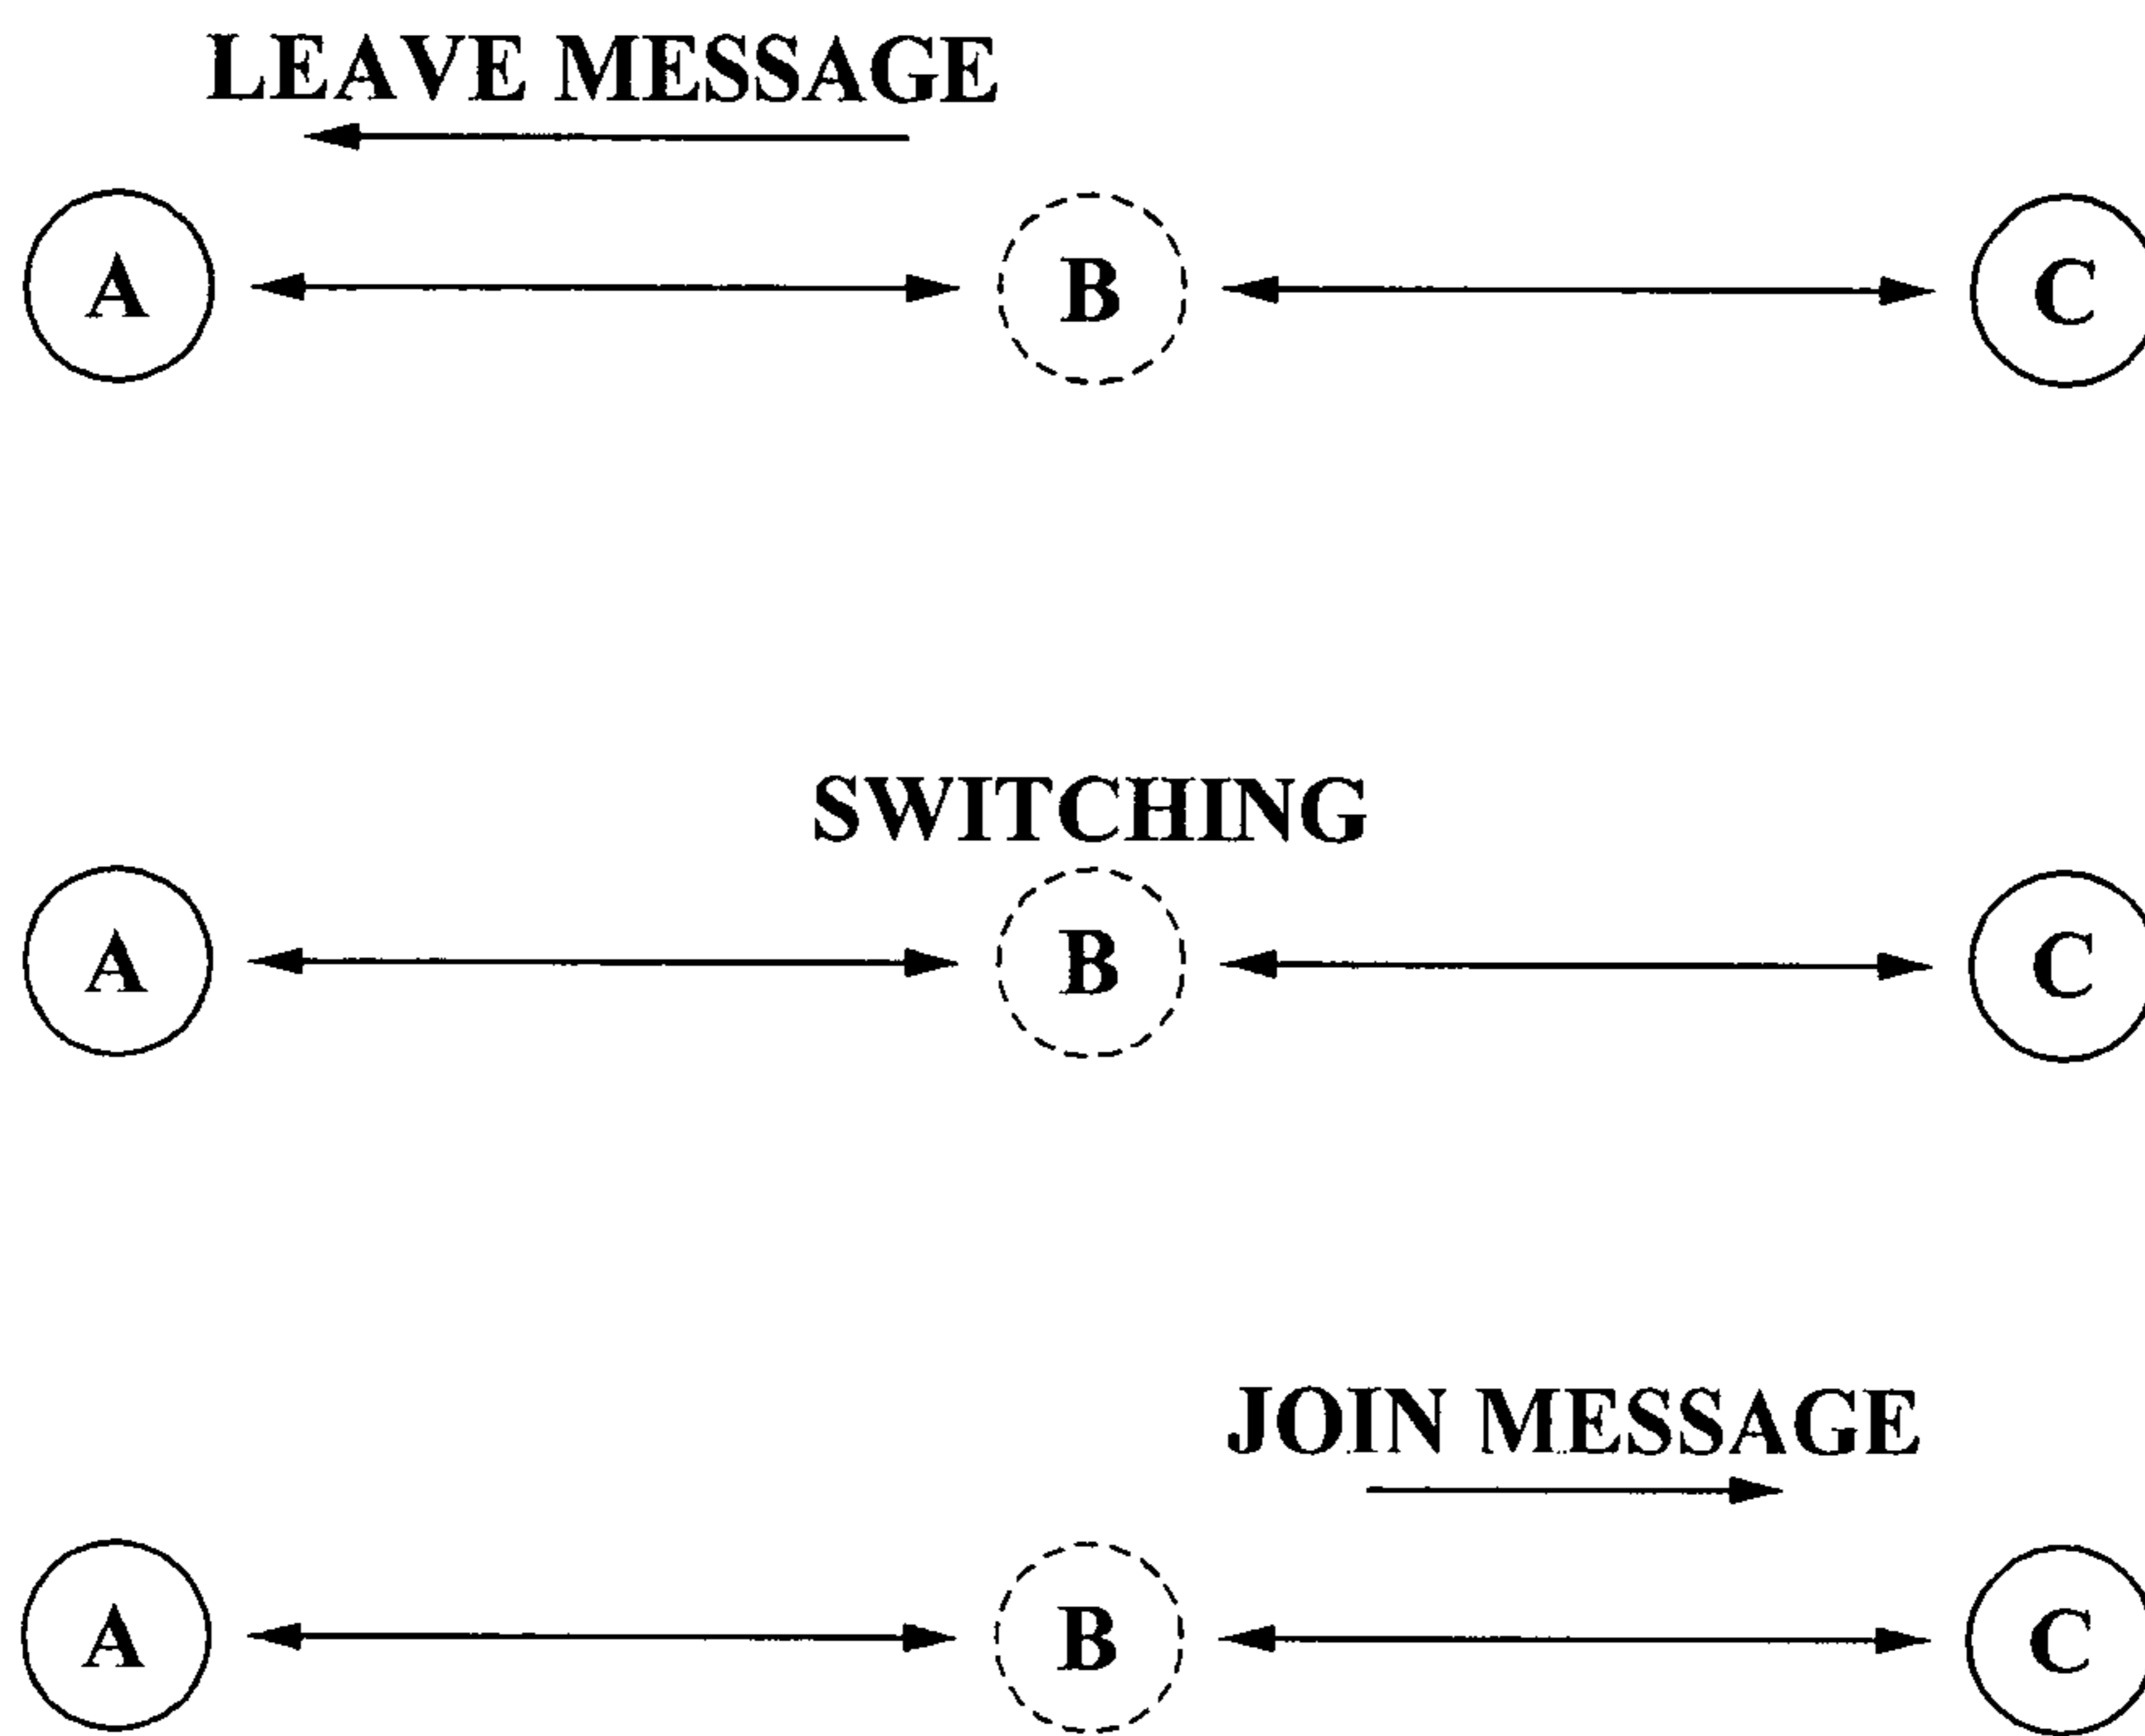 LEAVE MESSAGE
A B C
SWITCHING
A B C
JOIN MESSAGE
A B C